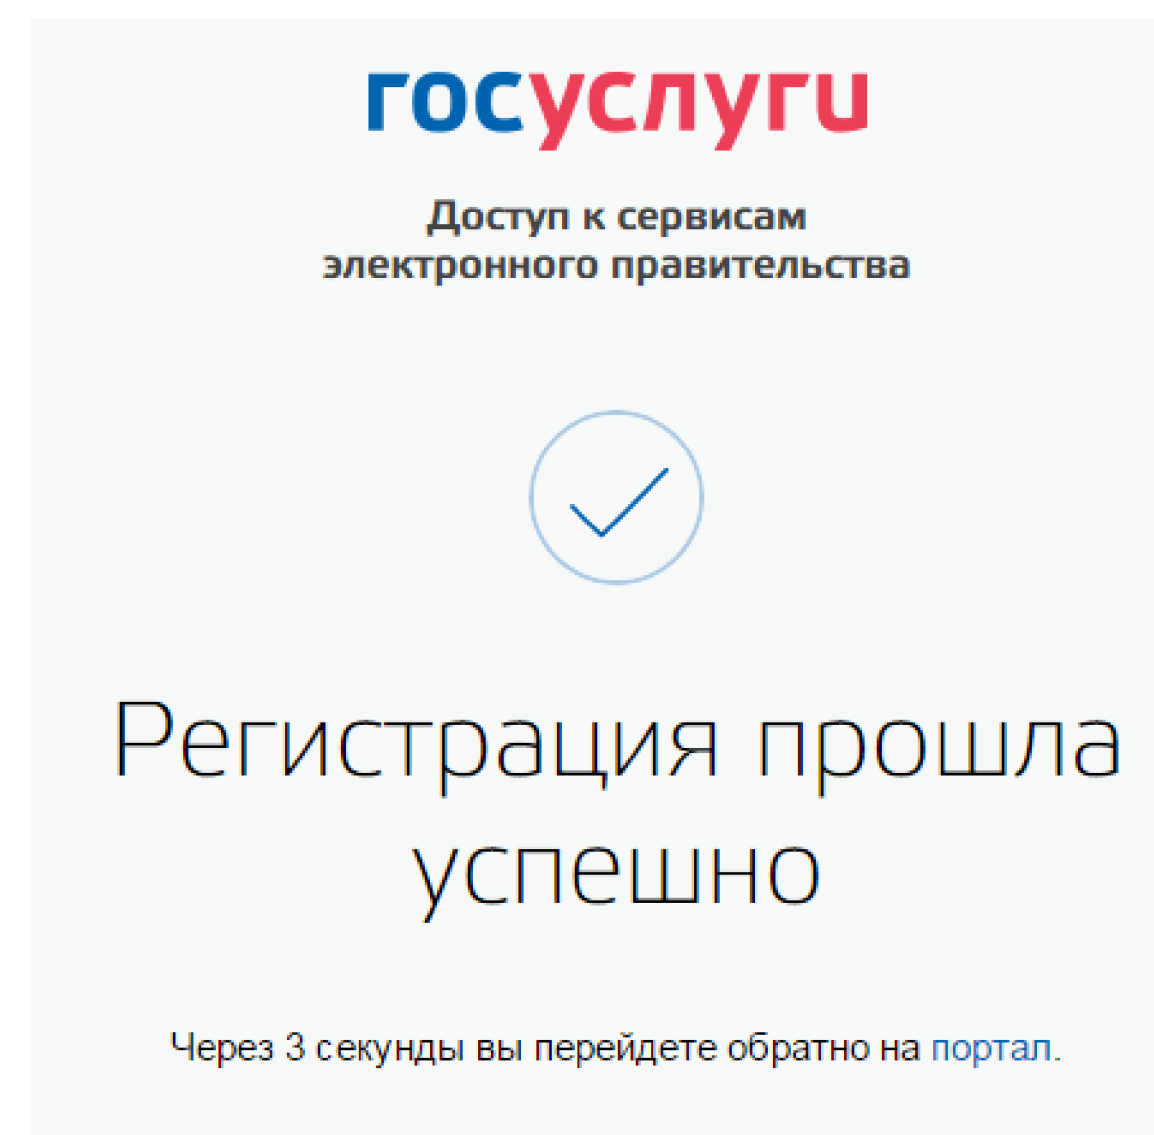 госуслуги
Доступ к сервисам
электронного правительства
Регистрация прошла
успешно
Через 3 секунды вы перейдете обратно на портал.